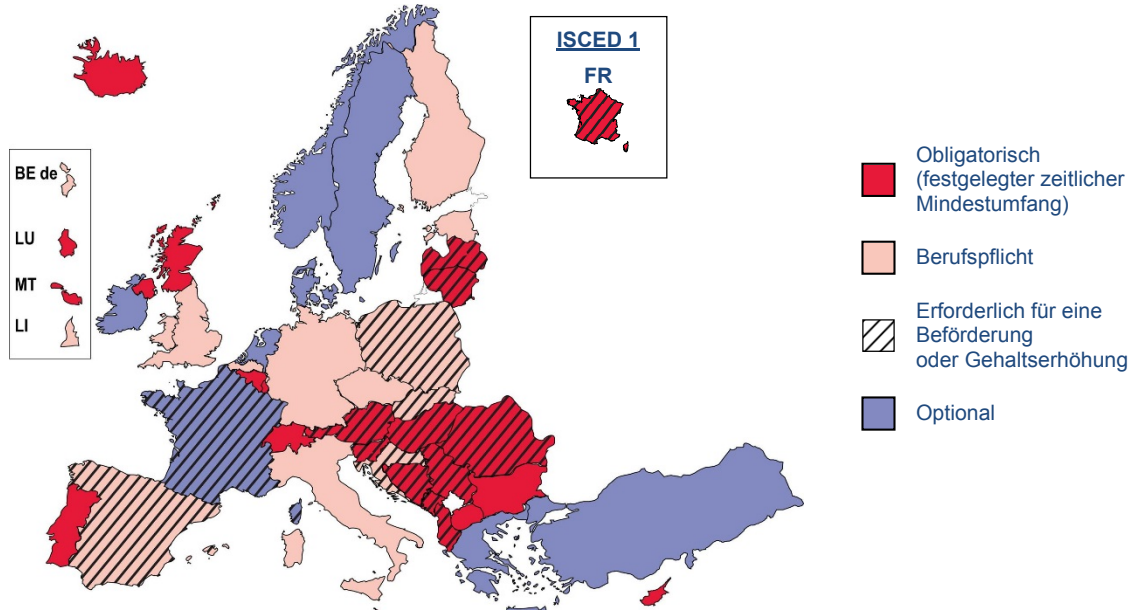 ISCED 1
FR
BE de
LU
MT
LI
Obligatorisch
(festgelegter zeitlicher
Mindestumfang)
Berufspflicht
Erforderlich für eine
Beförderung
oder Gehaltserhöhung
Optional